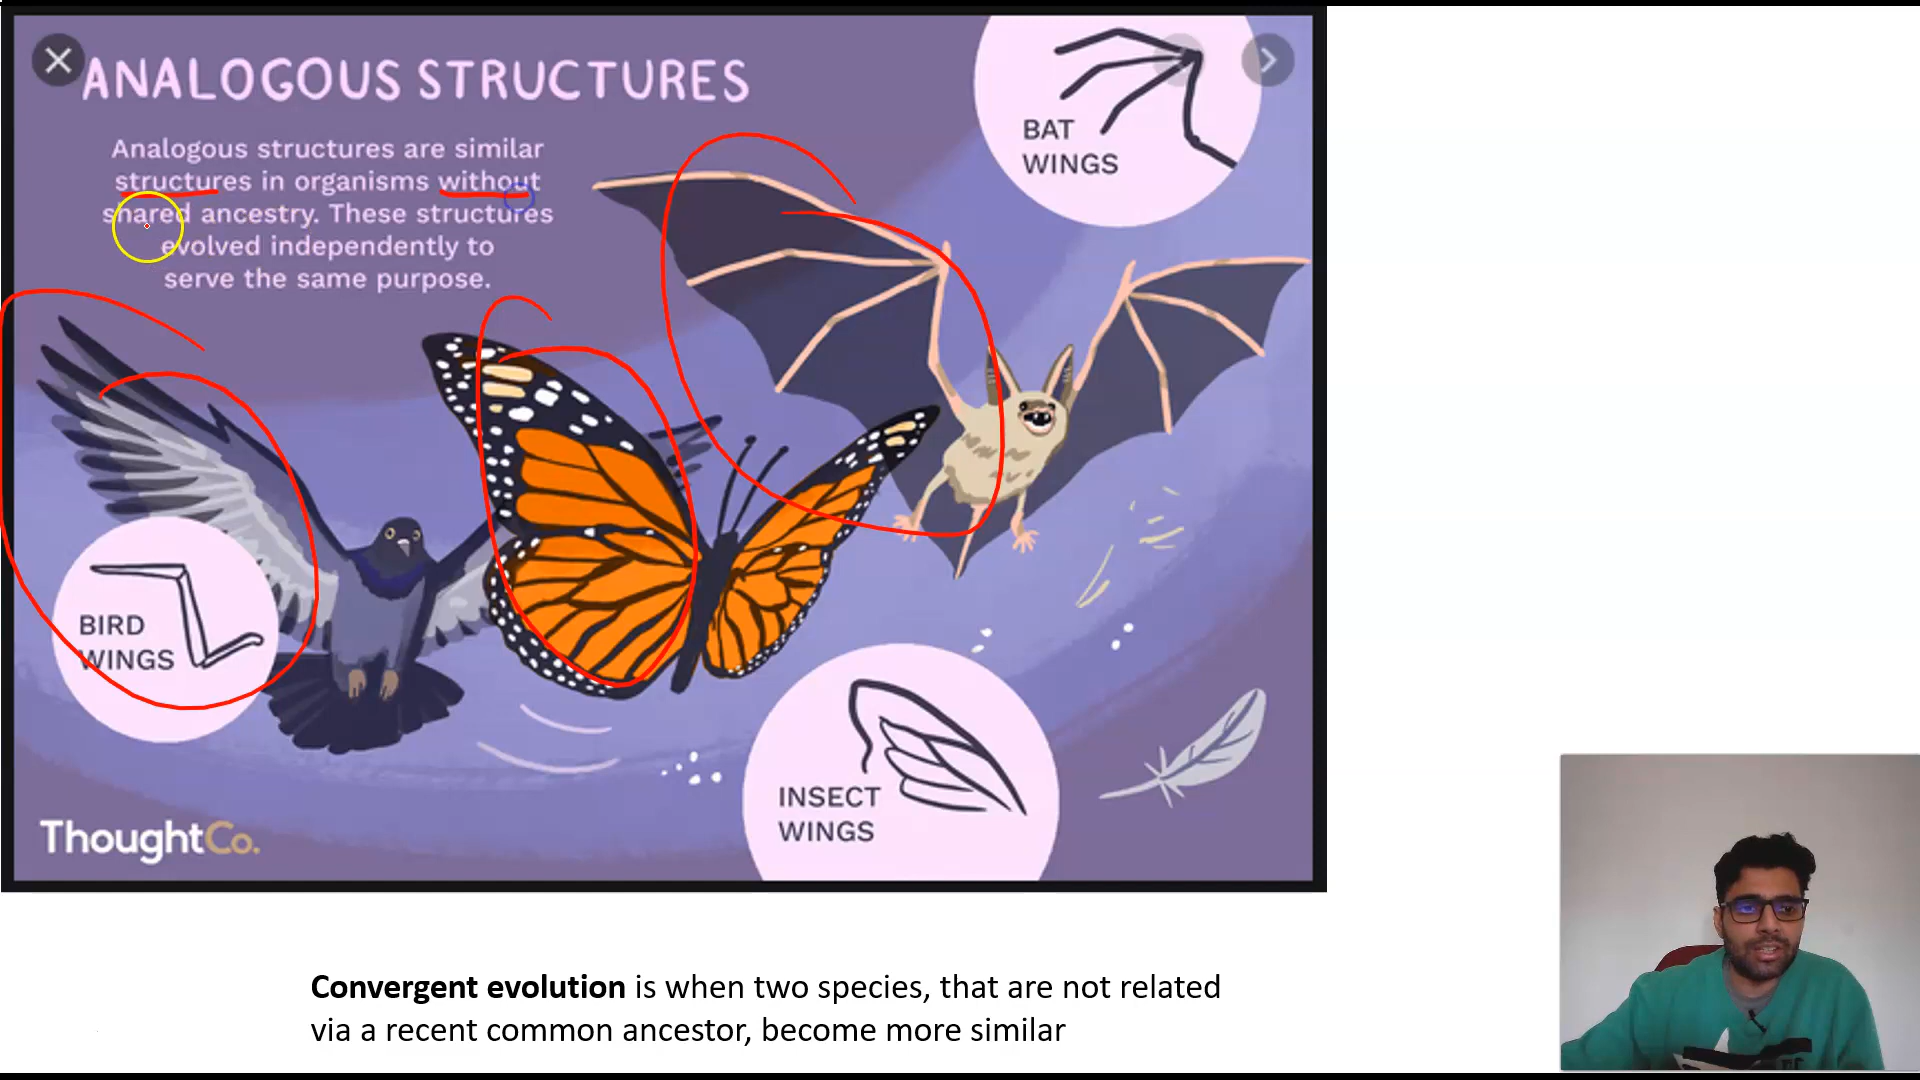 ANALOGOUS STRUCTURES
Analogous structures are similar
structures in organisms without
shared ancestry. These structures
evolved independently to
serve the same purpose.
BAT
WINGS
BIRD
WINGS
INSECT
WINGS
ThoughtCo.
Convergent evolution is when two species, that are not related
via a recent common ancestor, become more similar